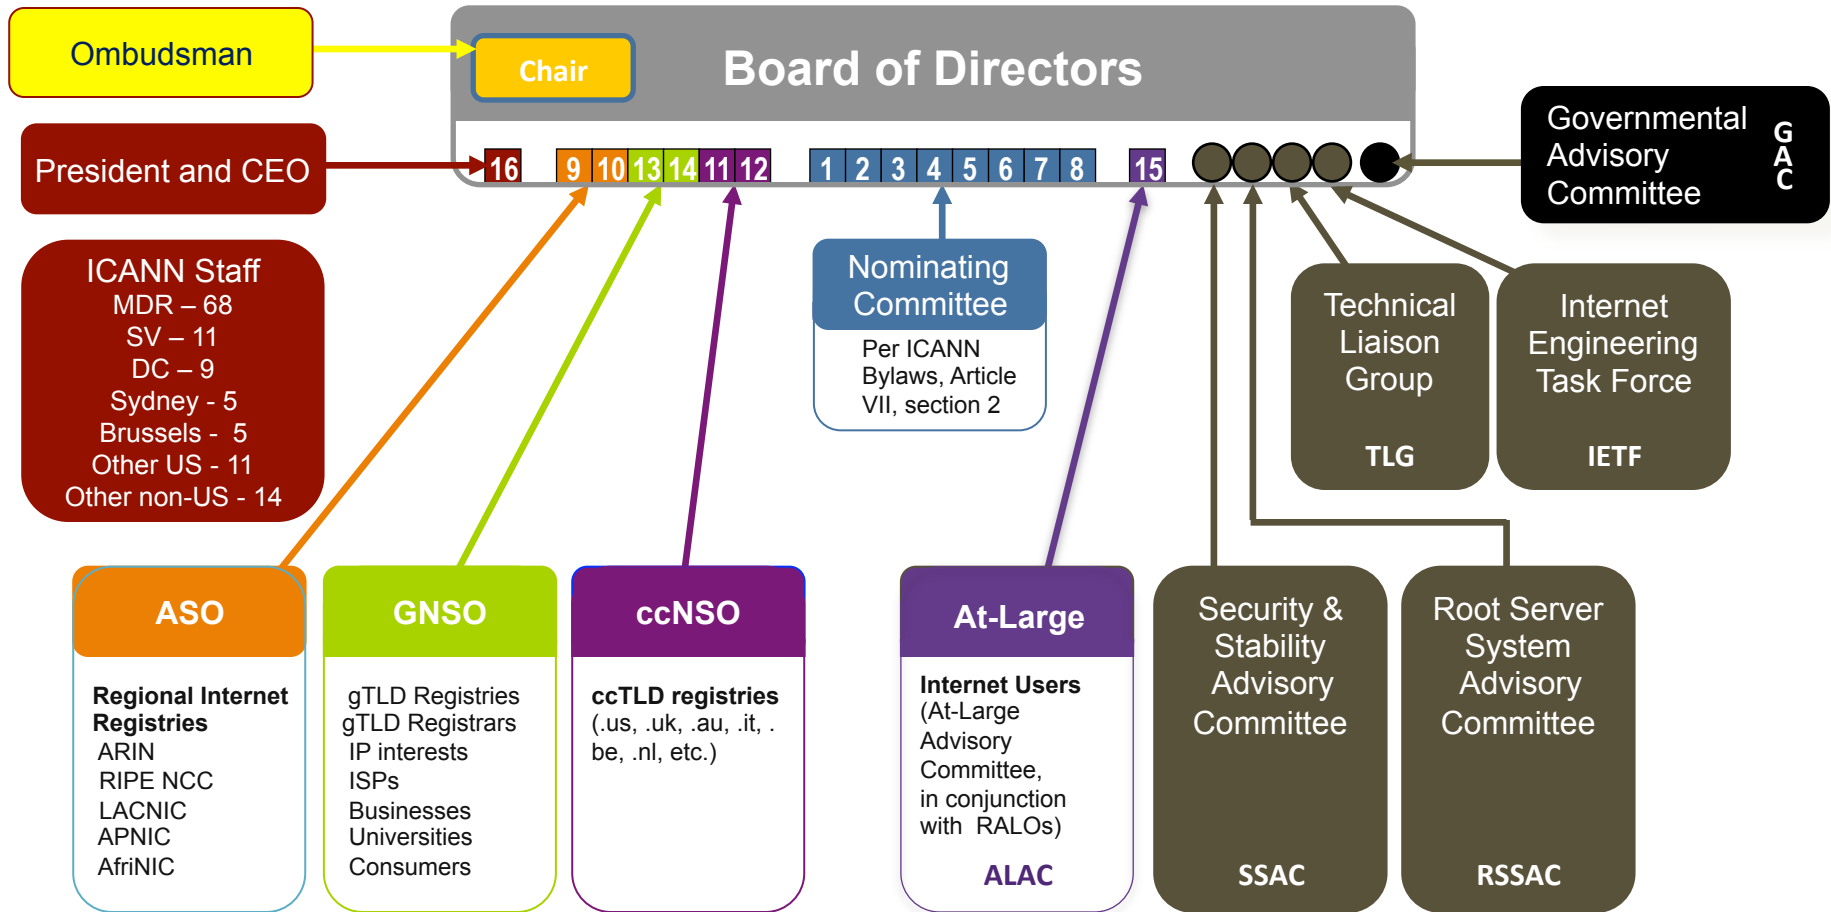 Ombudsman
Chair
Board of Directors
President and CEO
16
9 10 13 14 11 12
1 2 3 4 5 6 7 8
15
Governmental
Advisory
Committee
G
A
C
ICANN Staff
MDR – 68
SV – 11
DC – 9
Sydney - 5
Brussels -  5
Other US - 11
Other non-US - 14
Nominating
Committee
Per ICANN
Bylaws, Article
VII, section 2
Technical
Liaison
Group
TLG
Internet
Engineering
Task Force
IETF
ASO
Regional Internet
Registries
ARIN
RIPE NCC
LACNIC
APNIC
AfriNIC
GNSO
gTLD Registries
gTLD Registrars
IP interests
ISPs
Businesses
Universities
Consumers
ccNSO
ccTLD registries
(.us, .uk, .au, .it, .
be, .nl, etc.)
At-Large
Internet Users
(At-Large
Advisory
Committee,
in conjunction
with  RALOs)
ALAC
Security &
Stability
Advisory
Committee
SSAC
Root Server
System
Advisory
Committee
RSSAC